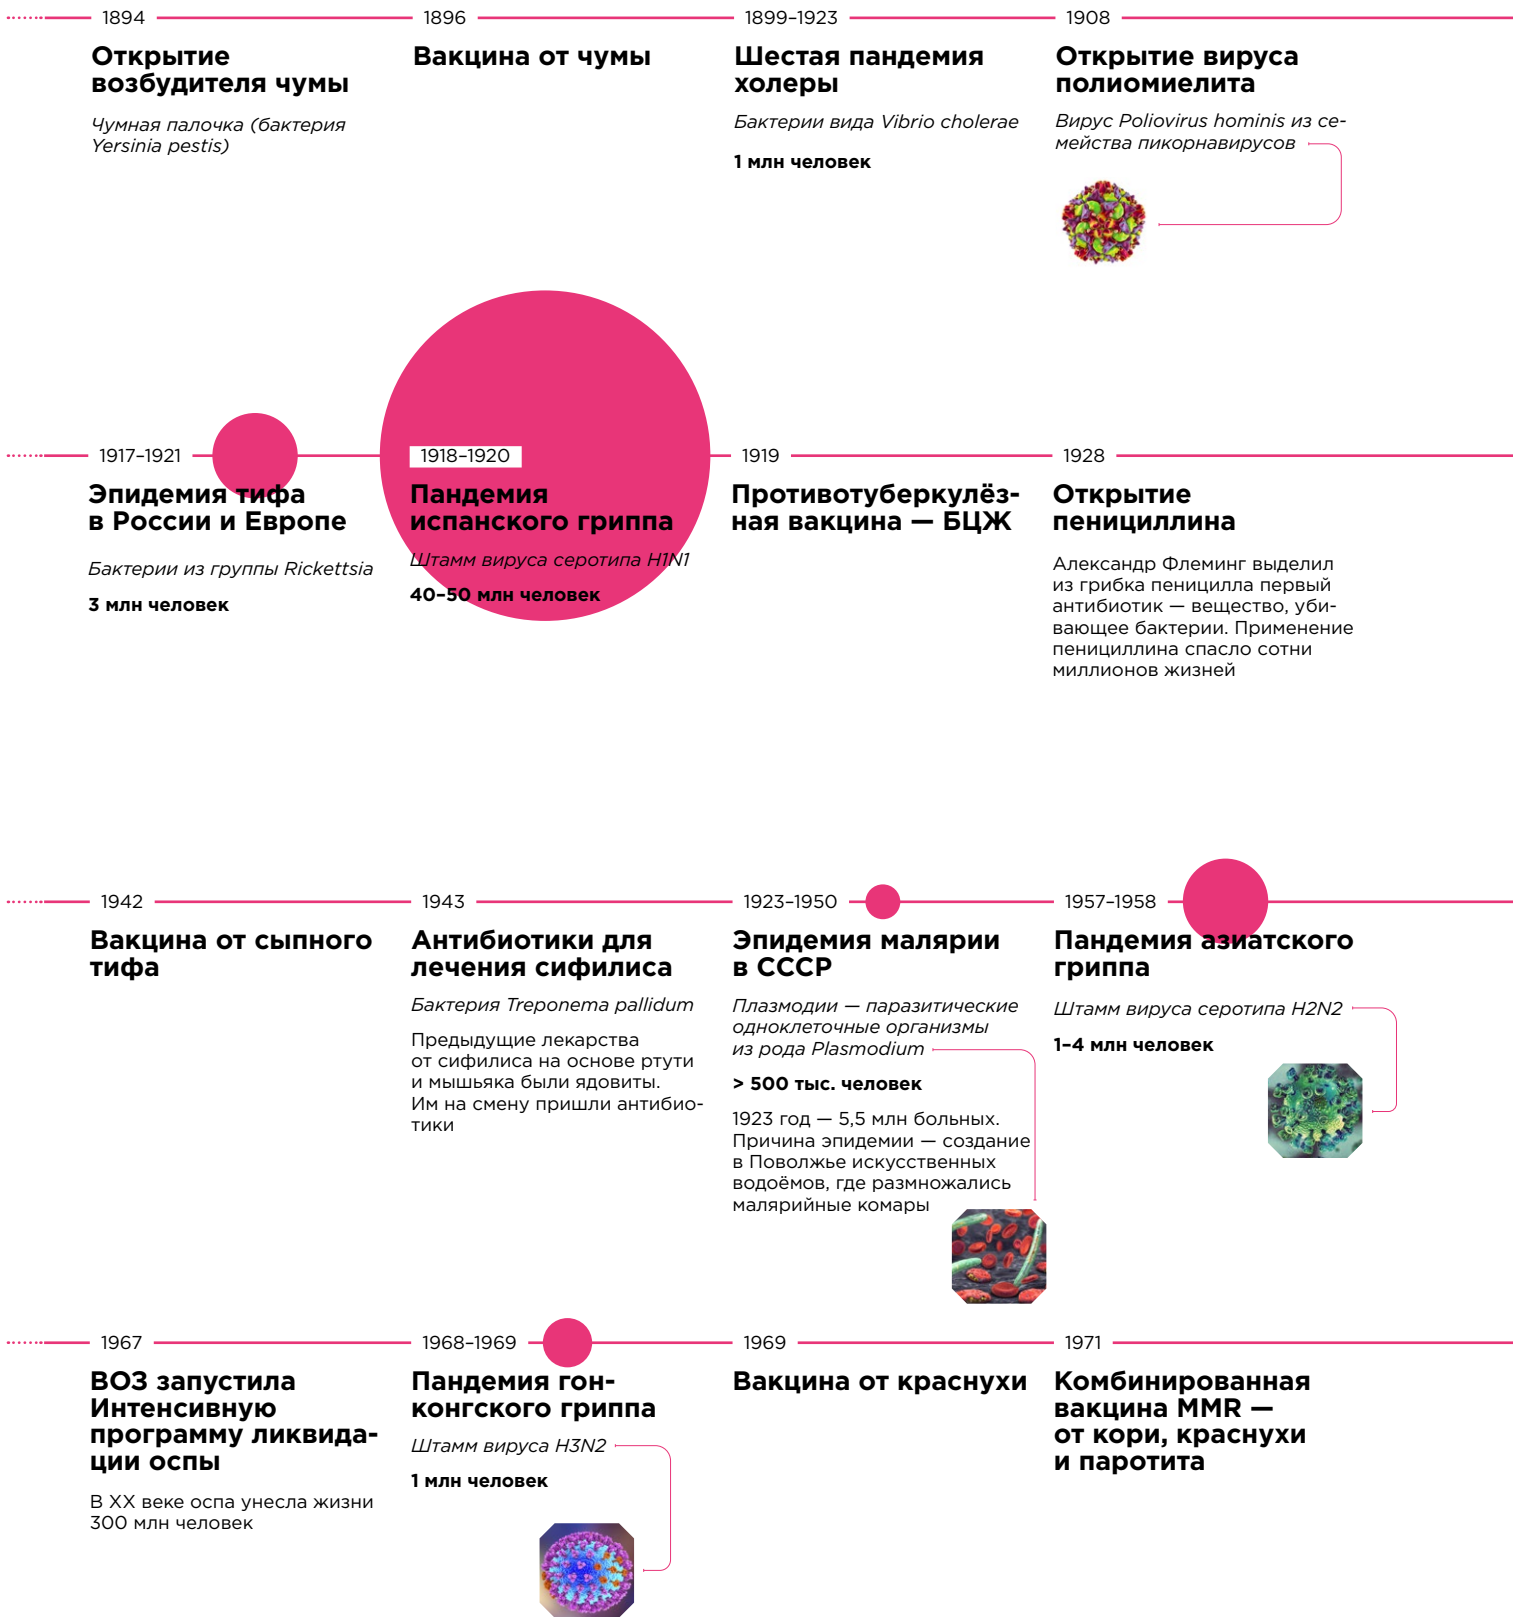 1894
Открытие
возбудителя чумы
Чумная палочка (бактерия
Yersinia pestis)
1896
Вакцина от чумы
1899–1923
Шестая пандемия
холеры
Бактерии вида Vibrio cholerae
1 млн человек
1908
Открытие вируса
полиомиелита
Вирус Poliovirus hominis из се-
мейства пикорнавирусов
1917–1921
Эпидемия тифа
в России и Европе
Бактерии из группы Rickettsia
3 млн человек
1918–1920
Пандемия
испанского гриппа
Штамм вируса серотипа H1N1
40–50 млн человек
1919
Противотуберкулёз-
ная вакцина — БЦЖ
1928
Открытие
пенициллина
Александр Флеминг выделил
из грибка пеницилла первый
антибиотик — вещество, уби-
вающее бактерии. Применение
пенициллина спасло сотни
миллионов жизней
1942
Вакцина от сыпного
тифа
1943
Антибиотики для
лечения сифилиса
Бактерия Treponema pallidum
Предыдущие лекарства
от сифилиса на основе ртути
и мышьяка были ядовиты.
Им на смену пришли антибио-
тики
1923–1950
Эпидемия малярии
в СССР
Плазмодии — паразитические
одноклеточные организмы
из рода Plasmodium
> 500 тыс. человек
1923 год — 5,5 млн больных.
Причина эпидемии — создание
в Поволжье искусственных
водоёмов, где размножались
малярийные комары
1957–1958
Пандемия азиатского
гриппа
Штамм вируса серотипа H2N2
1–4 млн человек
1967
ВОЗ запустила
Интенсивную
программу ликвида-
ции оспы
В XX веке оспа унесла жизни
300 млн человек
1968–1969
Пандемия гон-
конгского гриппа
Штамм вируса H3N2
1 млн человек
1969
Вакцина от краснухи
1971
Комбинированная
вакцина MMR —
от кори, краснухи
и паротита